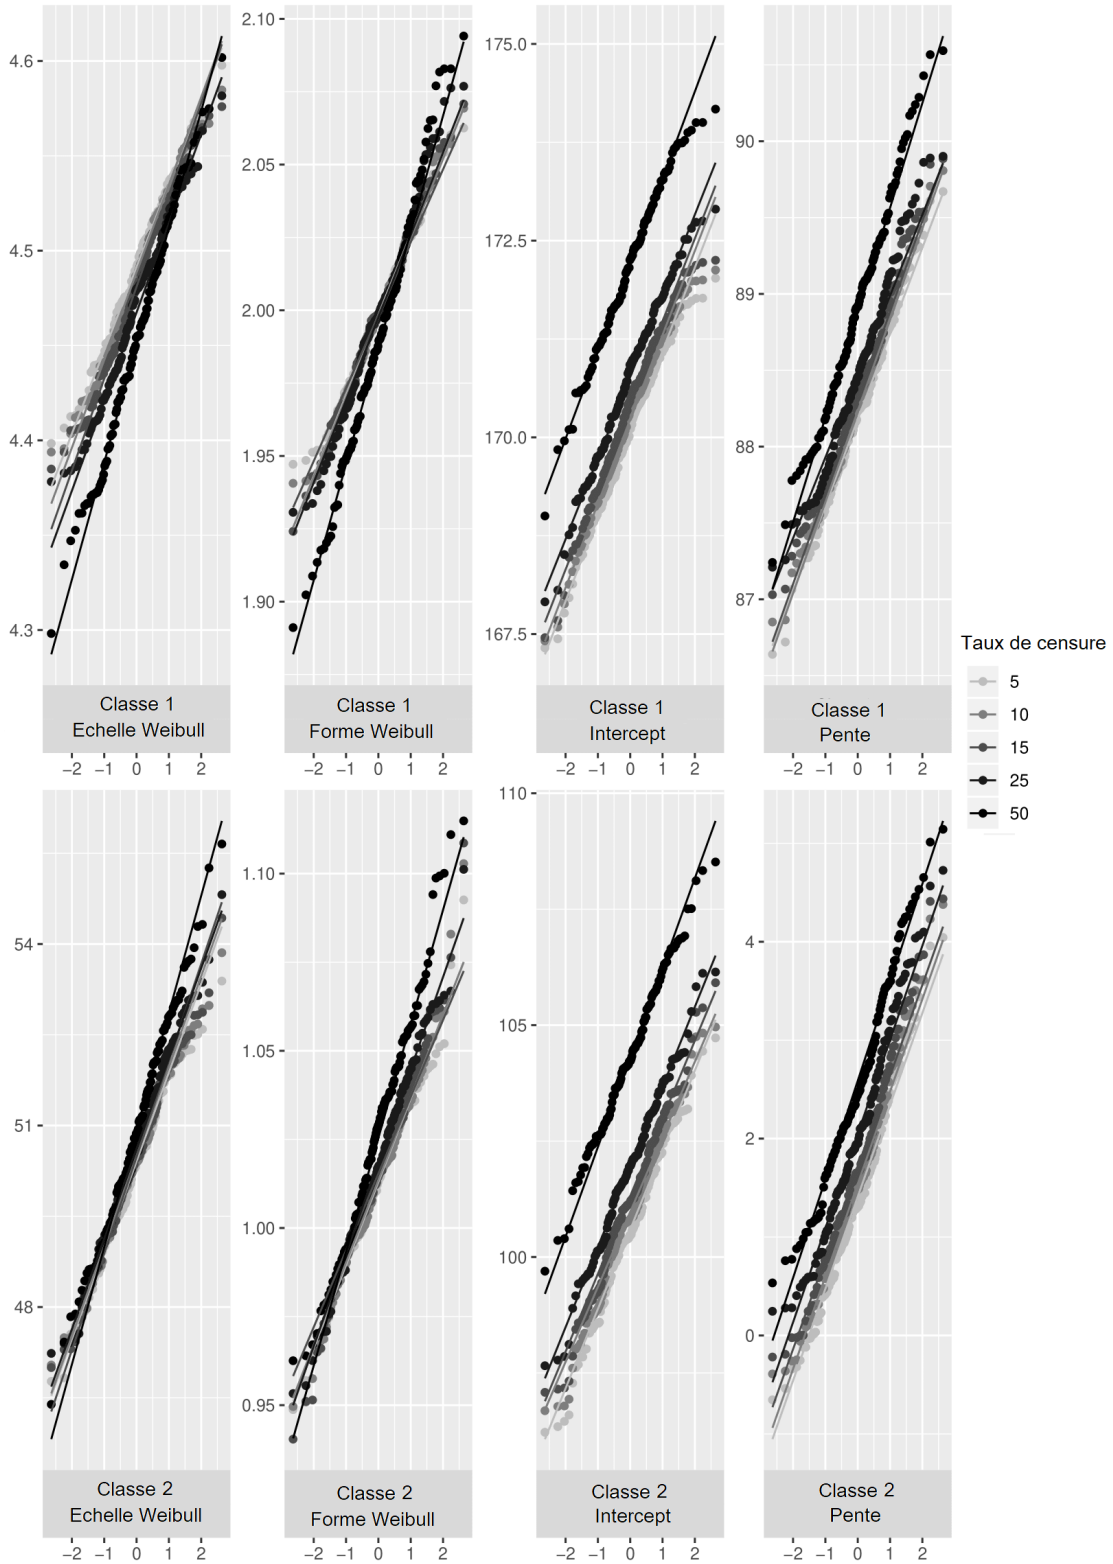 4.6
4.5
4.4
4.3
Classe 1
Echelle Weibull
−2 −1 0 1 2
2.10
2.05
2.00
1.95
1.90
Classe 1
Forme Weibull
−2 −1 0 1 2
175.0
172.5
170.0
167.5
Classe 1
Intercept
−2 −1 0 1 2
90
89
88
87
Classe 1
Pente
−2 −1 0 1 2
Taux de censure
5
10
15
25
50
54
51
48
Classe 2
Echelle Weibull
−2 −1 0 1 2
1.10
1.05
1.00
0.95
Classe 2
Forme Weibull
−2 −1 0 1 2
110
105
100
Classe 2
Intercept
−2 −1 0 1 2
4
2
0
Classe 2
Pente
−2 −1 0 1 2